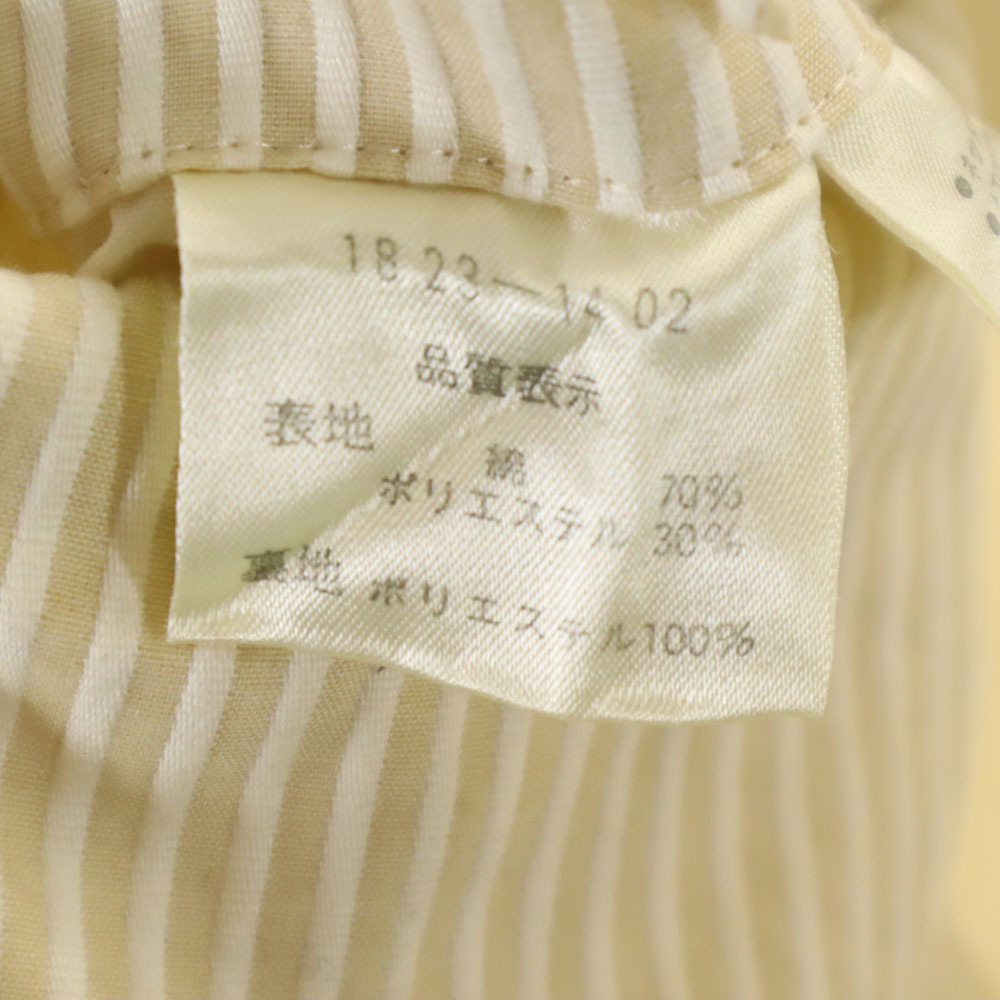 18 23-14 02
品質表示
表地
綿 70%
ポリエステル 30%
裏地 ポリエステル100%